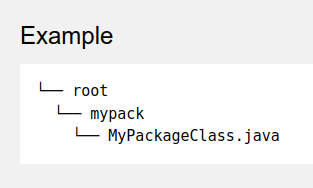 Example
└── root
  └── mypack
    └── MyPackageClass.java